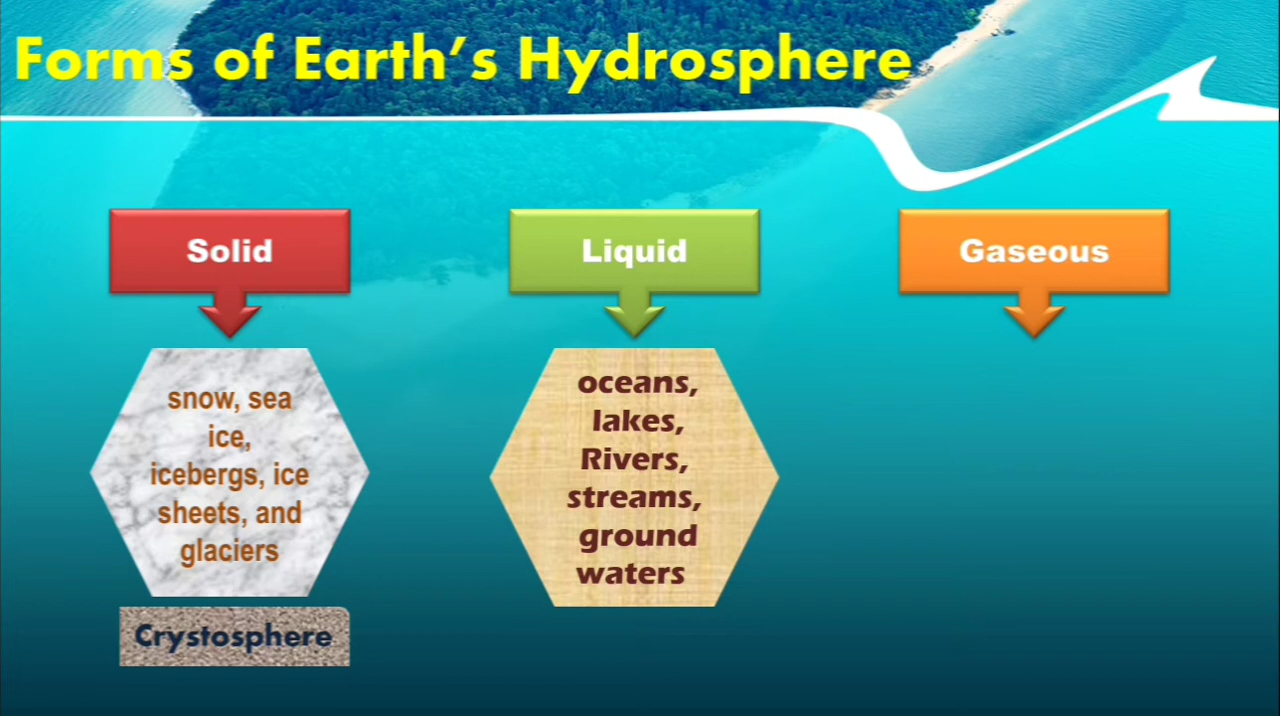 Forms of Earth's Hydrosphere
Solid
Liquid
Gaseous
snow, sea
ice,
icebergs, ice
sheets, and
glaciers
Crystosphere
oceans,
lakes,
Rivers,
streams,
ground
waters